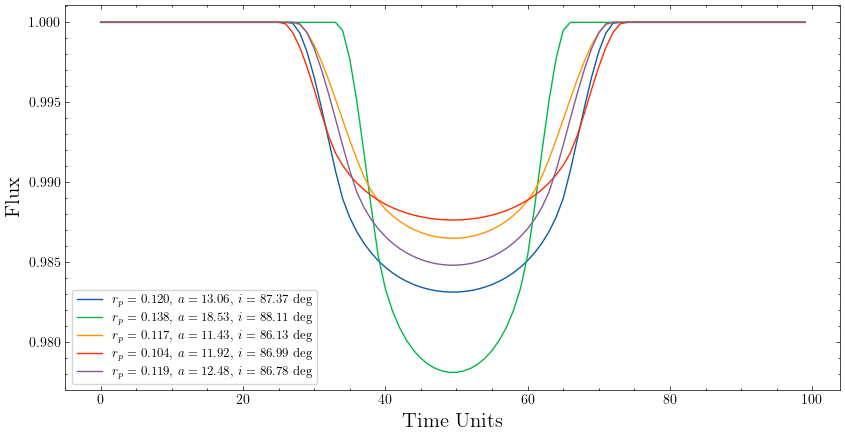 1.000
0.995
0.990
0.985
0.980
Flux
r_p = 0.120, a = 13.06, i = 87.37 deg
r_p = 0.138, a = 18.53, i = 88.11 deg
r_p = 0.117, a = 11.43, i = 86.13 deg
r_p = 0.104, a = 11.92, i = 86.99 deg
r_p = 0.119, a = 12.48, i = 86.78 deg
0 20 40 60 80 100
Time Units